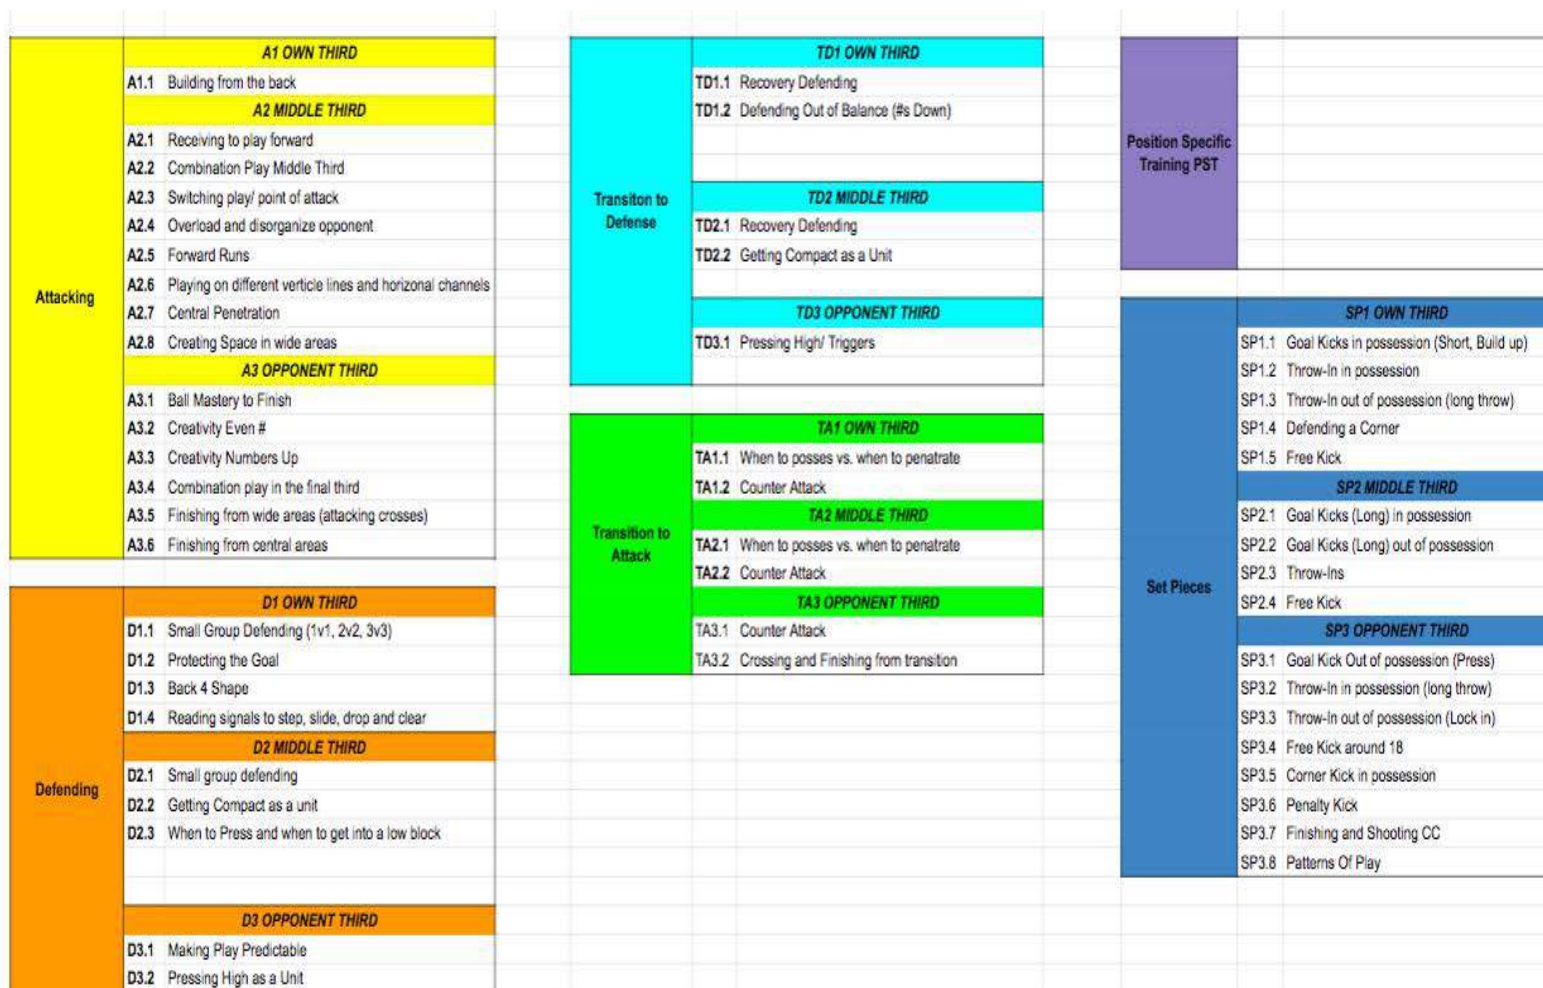 Attacking
A1 OWN THIRD
A1.1 Building from the back
A2 MIDDLE THIRD
A2.1 Receiving to play forward
A2.2 Combination Play Middle Third
A2.3 Switching play/ point of attack
A2.4 Overload and disorganize opponent
A2.5 Forward Runs
A2.6 Playing on different verticle lines and horizonal channels
A2.7 Central Penetration
A2.8 Creating Space in wide areas
A3 OPPONENT THIRD
A3.1 Ball Mastery to Finish
A3.2 Creativity Even #
A3.3 Creativity Numbers Up
A3.4 Combination play in the final third
A3.5 Finishing from wide areas (attacking crosses)
A3.6 Finishing from central areas
Defending
D1 OWN THIRD
D1.1 Small Group Defending (1v1, 2v2, 3v3)
D1.2 Protecting the Goal
D1.3 Back 4 Shape
D1.4 Reading signals to step, slide, drop and clear
D2 MIDDLE THIRD
D2.1 Small group defending
D2.2 Getting Compact as a unit
D2.3 When to Press and when to get into a low block
D3 OPPONENT THIRD
D3.1 Making Play Predictable
D3.2 Pressing High as a Unit
Transiton to
Defense
TD1 OWN THIRD
TD1.1 Recovery Defending
TD1.2 Defending Out of Balance (#s Down)
TD2 MIDDLE THIRD
TD2.1 Recovery Defending
TD2.2 Getting Compact as a Unit
TD3 OPPONENT THIRD
TD3.1 Pressing High/ Triggers
Transition to
Attack
TA1 OWN THIRD
TA1.1 When to posses vs. when to penatrate
TA1.2 Counter Attack
TA2 MIDDLE THIRD
TA2.1 When to posses vs. when to penatrate
TA2.2 Counter Attack
TA3 OPPONENT THIRD
TA3.1 Counter Attack
TA3.2 Crossing and Finishing from transition
Position Specific
Training PST
Set Pieces
SP1 OWN THIRD
SP1.1 Goal Kicks in possession (Short, Build up)
SP1.2 Throw-In in possession
SP1.3 Throw-In out of possession (long throw)
SP1.4 Defending a Corner
SP1.5 Free Kick
SP2 MIDDLE THIRD
SP2.1 Goal Kicks (Long) in possession
SP2.2 Goal Kicks (Long) out of possession
SP2.3 Throw-Ins
SP2.4 Free Kick
SP3 OPPONENT THIRD
SP3.1 Goal Kick Out of possession (Press)
SP3.2 Throw-In in possession (long throw)
SP3.3 Throw-In out of possession (Lock in)
SP3.4 Free Kick around 18
SP3.5 Corner Kick in possession
SP3.6 Penalty Kick
SP3.7 Finishing and Shooting CC
SP3.8 Patterns Of Play